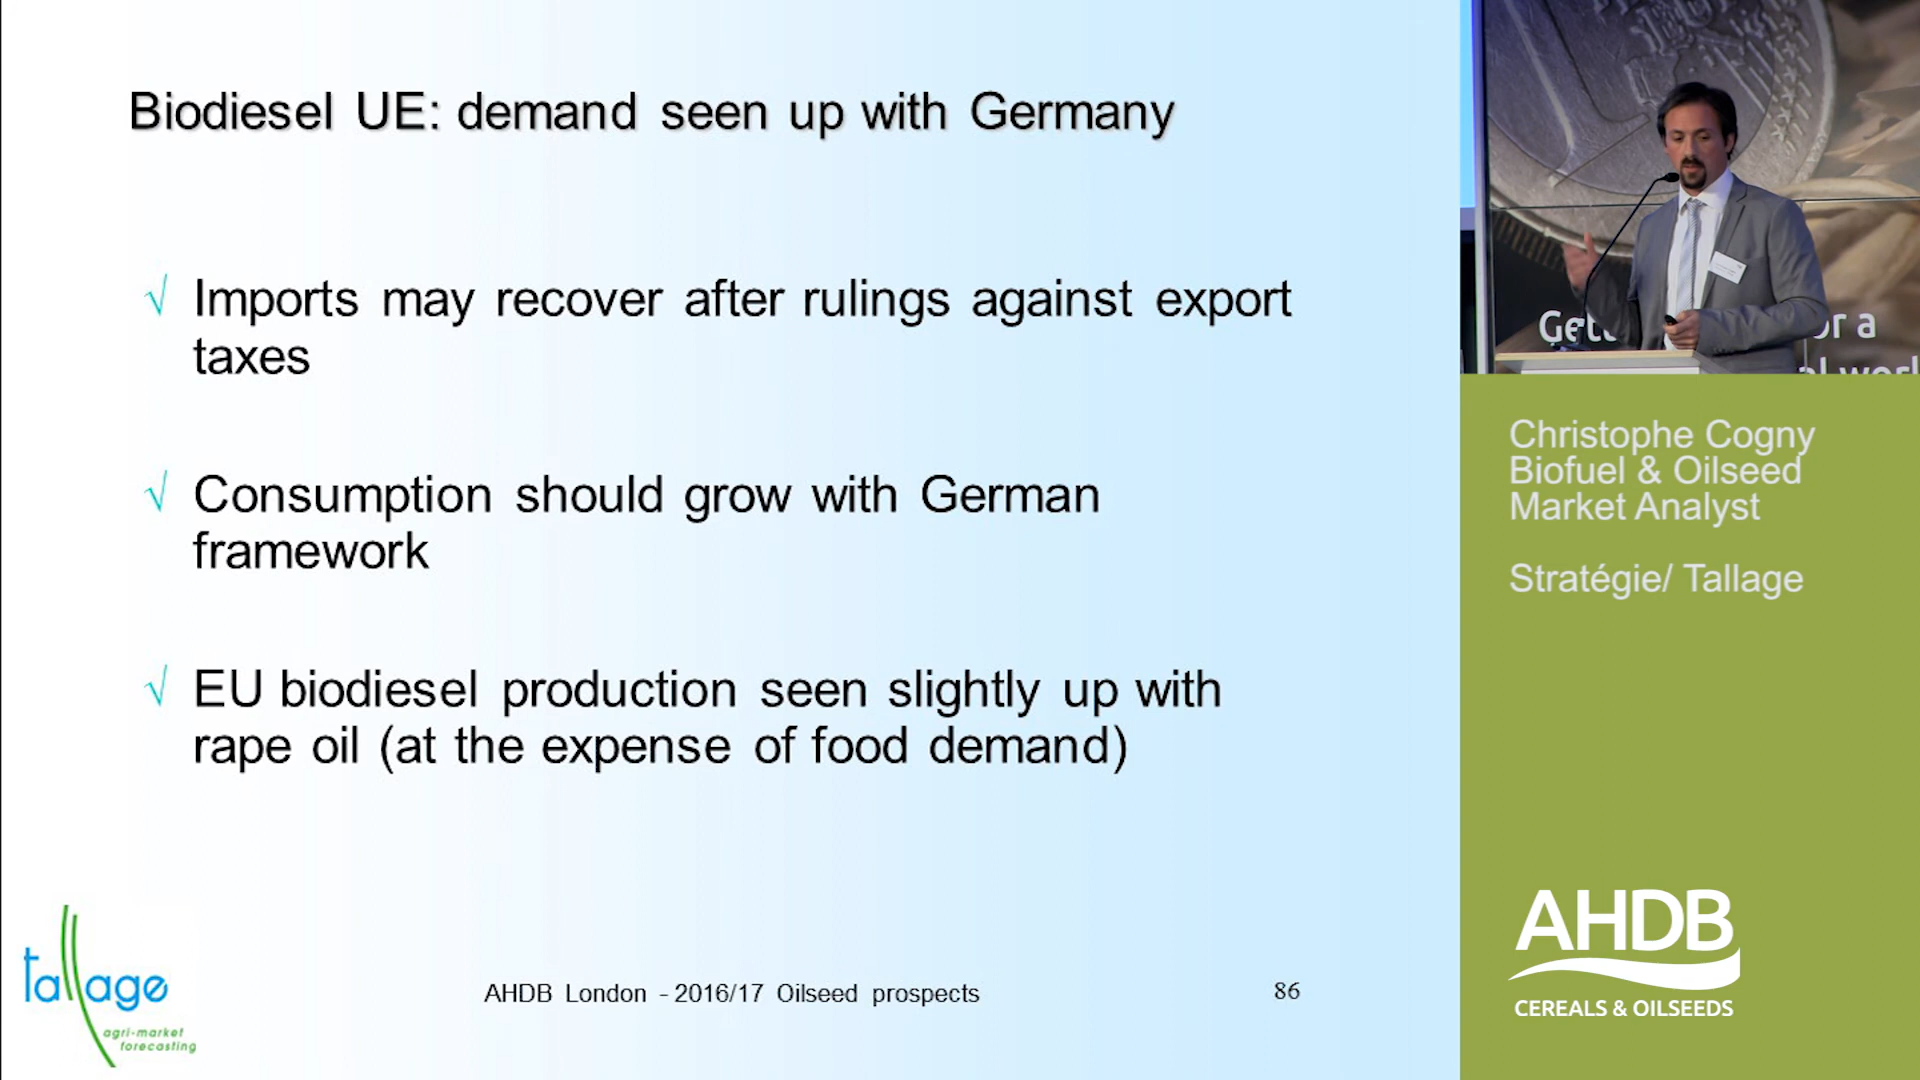 Biodiesel UE: demand seen up with Germany
√ Imports may recover after rulings against export
taxes
√ Consumption should grow with German
framework
√ EU biodiesel production seen slightly up with
rape oil (at the expense of food demand)
tallage
agri-market
forecasting
AHDB London - 2016/17 Oilseed prospects
86
or a
Christophe Cogny
Biofuel & Oilseed
Market Analyst
Stratégie/ Tallage
AHDB
CEREALS & OILSEEDS